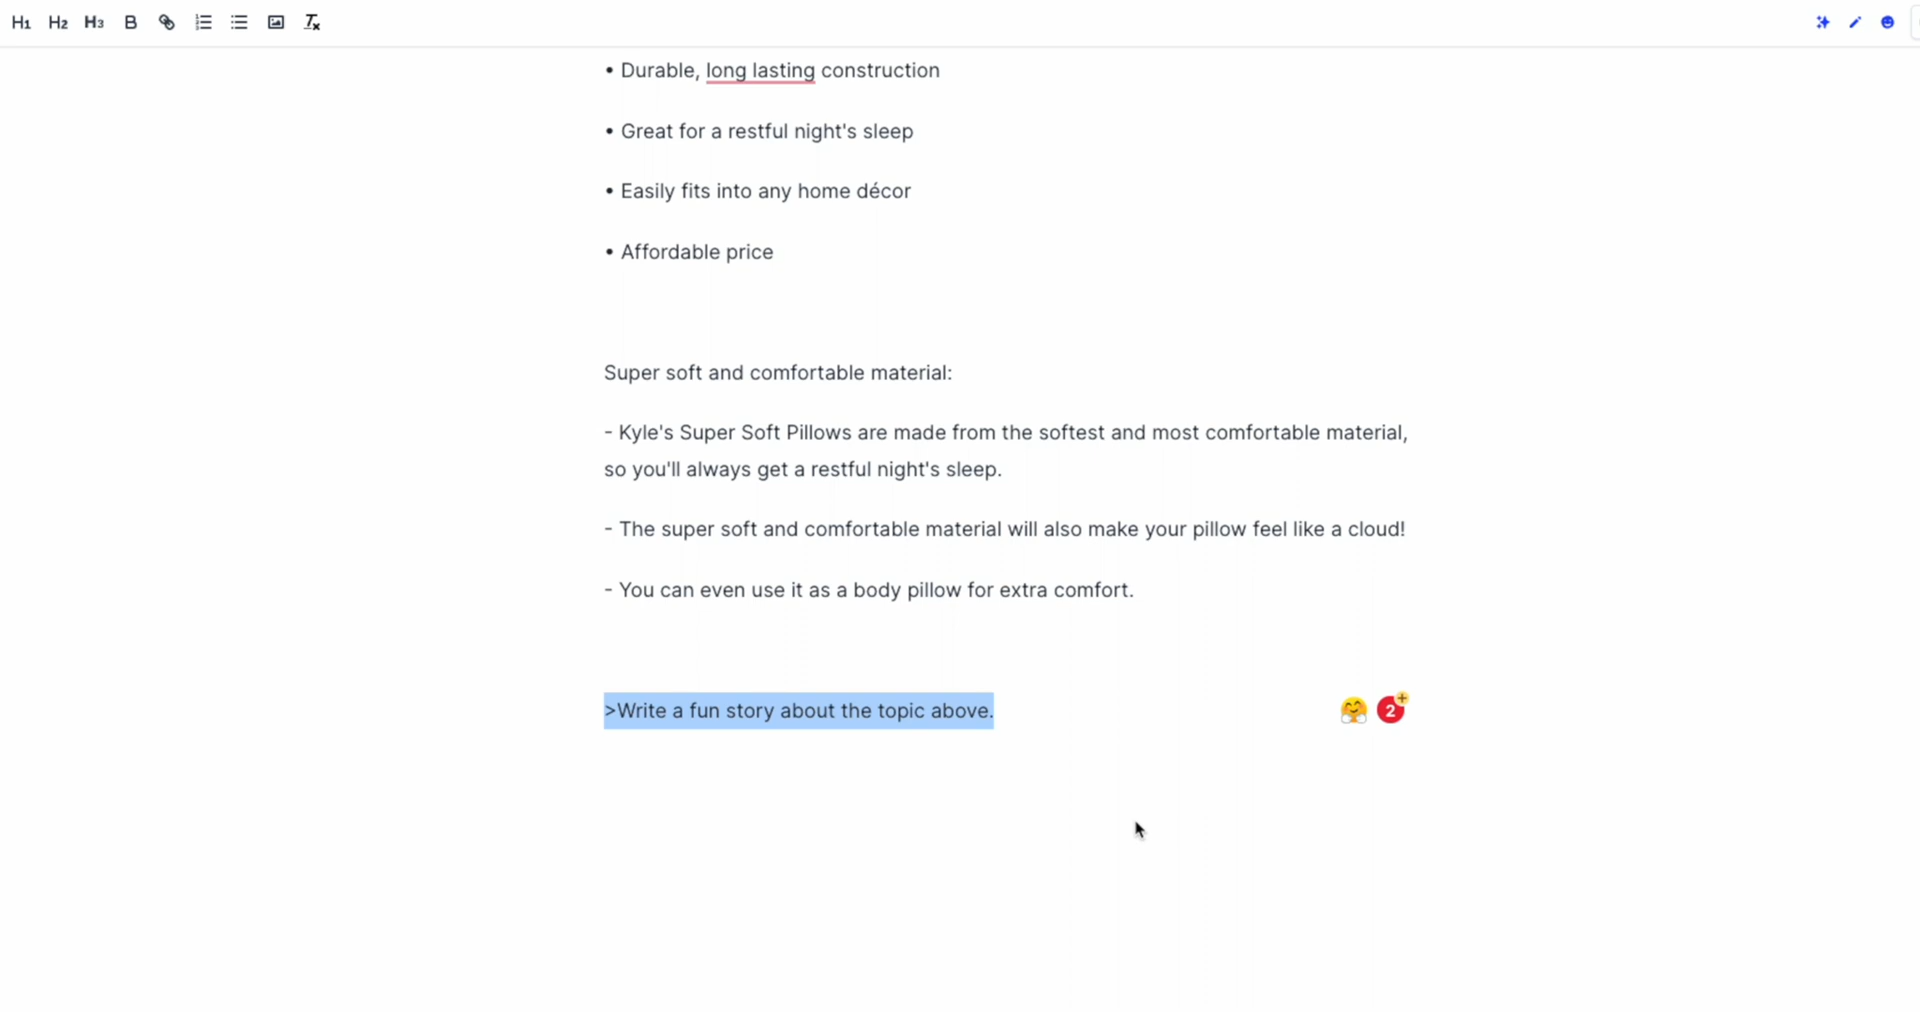 H1 H2 H3 B
• Durable, long lasting construction
• Great for a restful night's sleep
• Easily fits into any home décor
• Affordable price
Super soft and comfortable material:
- Kyle's Super Soft Pillows are made from the softest and most comfortable material,
so you'll always get a restful night's sleep.
- The super soft and comfortable material will also make your pillow feel like a cloud!
- You can even use it as a body pillow for extra comfort.
>Write a fun story about the topic above.
2